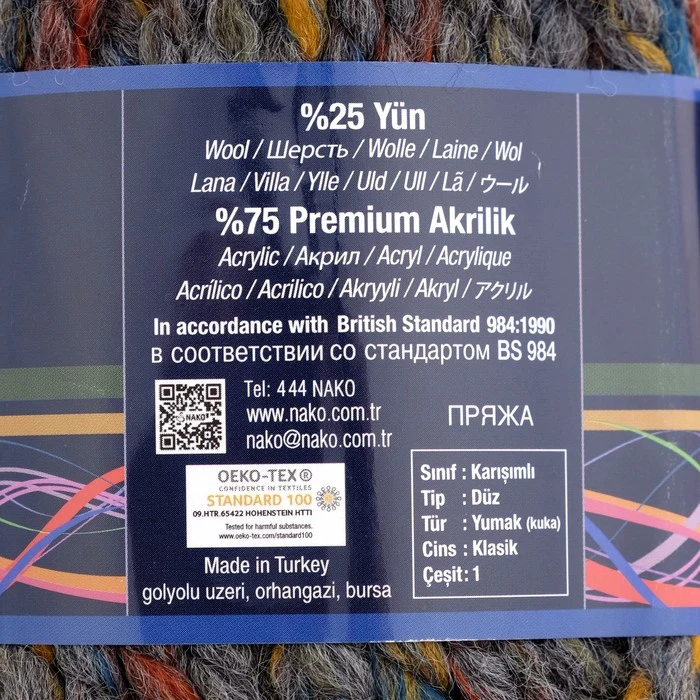 %25 Yün
Wool / Шерсть / Wolle / Laine / Wol
Lana / Villa / Ylle / Uld / Ull / Lã / ウール
%75 Premium Akrilik
Acrylic / Акрил / Acryl / Acrylique
Acrílico / Acrilico / Akryyli / Akryl / アクリル
In accordance with British Standard 984:1990
в соответствии со стандартом BS 984
NAKO
Tel: 444 NAKO
www.nako.com.tr
nako@nako.com.tr
ПРЯЖА
OEKO-TEX®
CONFIDENCE IN TEXTILES
STANDARD 100
09.HTR.65422 HOHENSTEIN HTTI
Tested for harmful substances.
www.oeko-tex.com/standard100
Made in Turkey
golyolu uzeri, orhangazi, bursa
Sınıf : Karışımlı
Tip : Düz
Tür : Yumak (kuka)
Cins : Klasik
Çeşit : 1